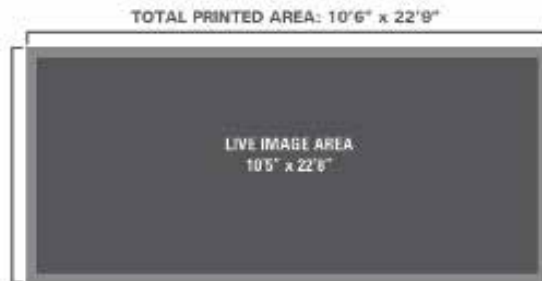 TOTAL PRINTED AREA: 10'6" x 22'9"
LIVE IMAGE AREA
10'5" x 22'8"